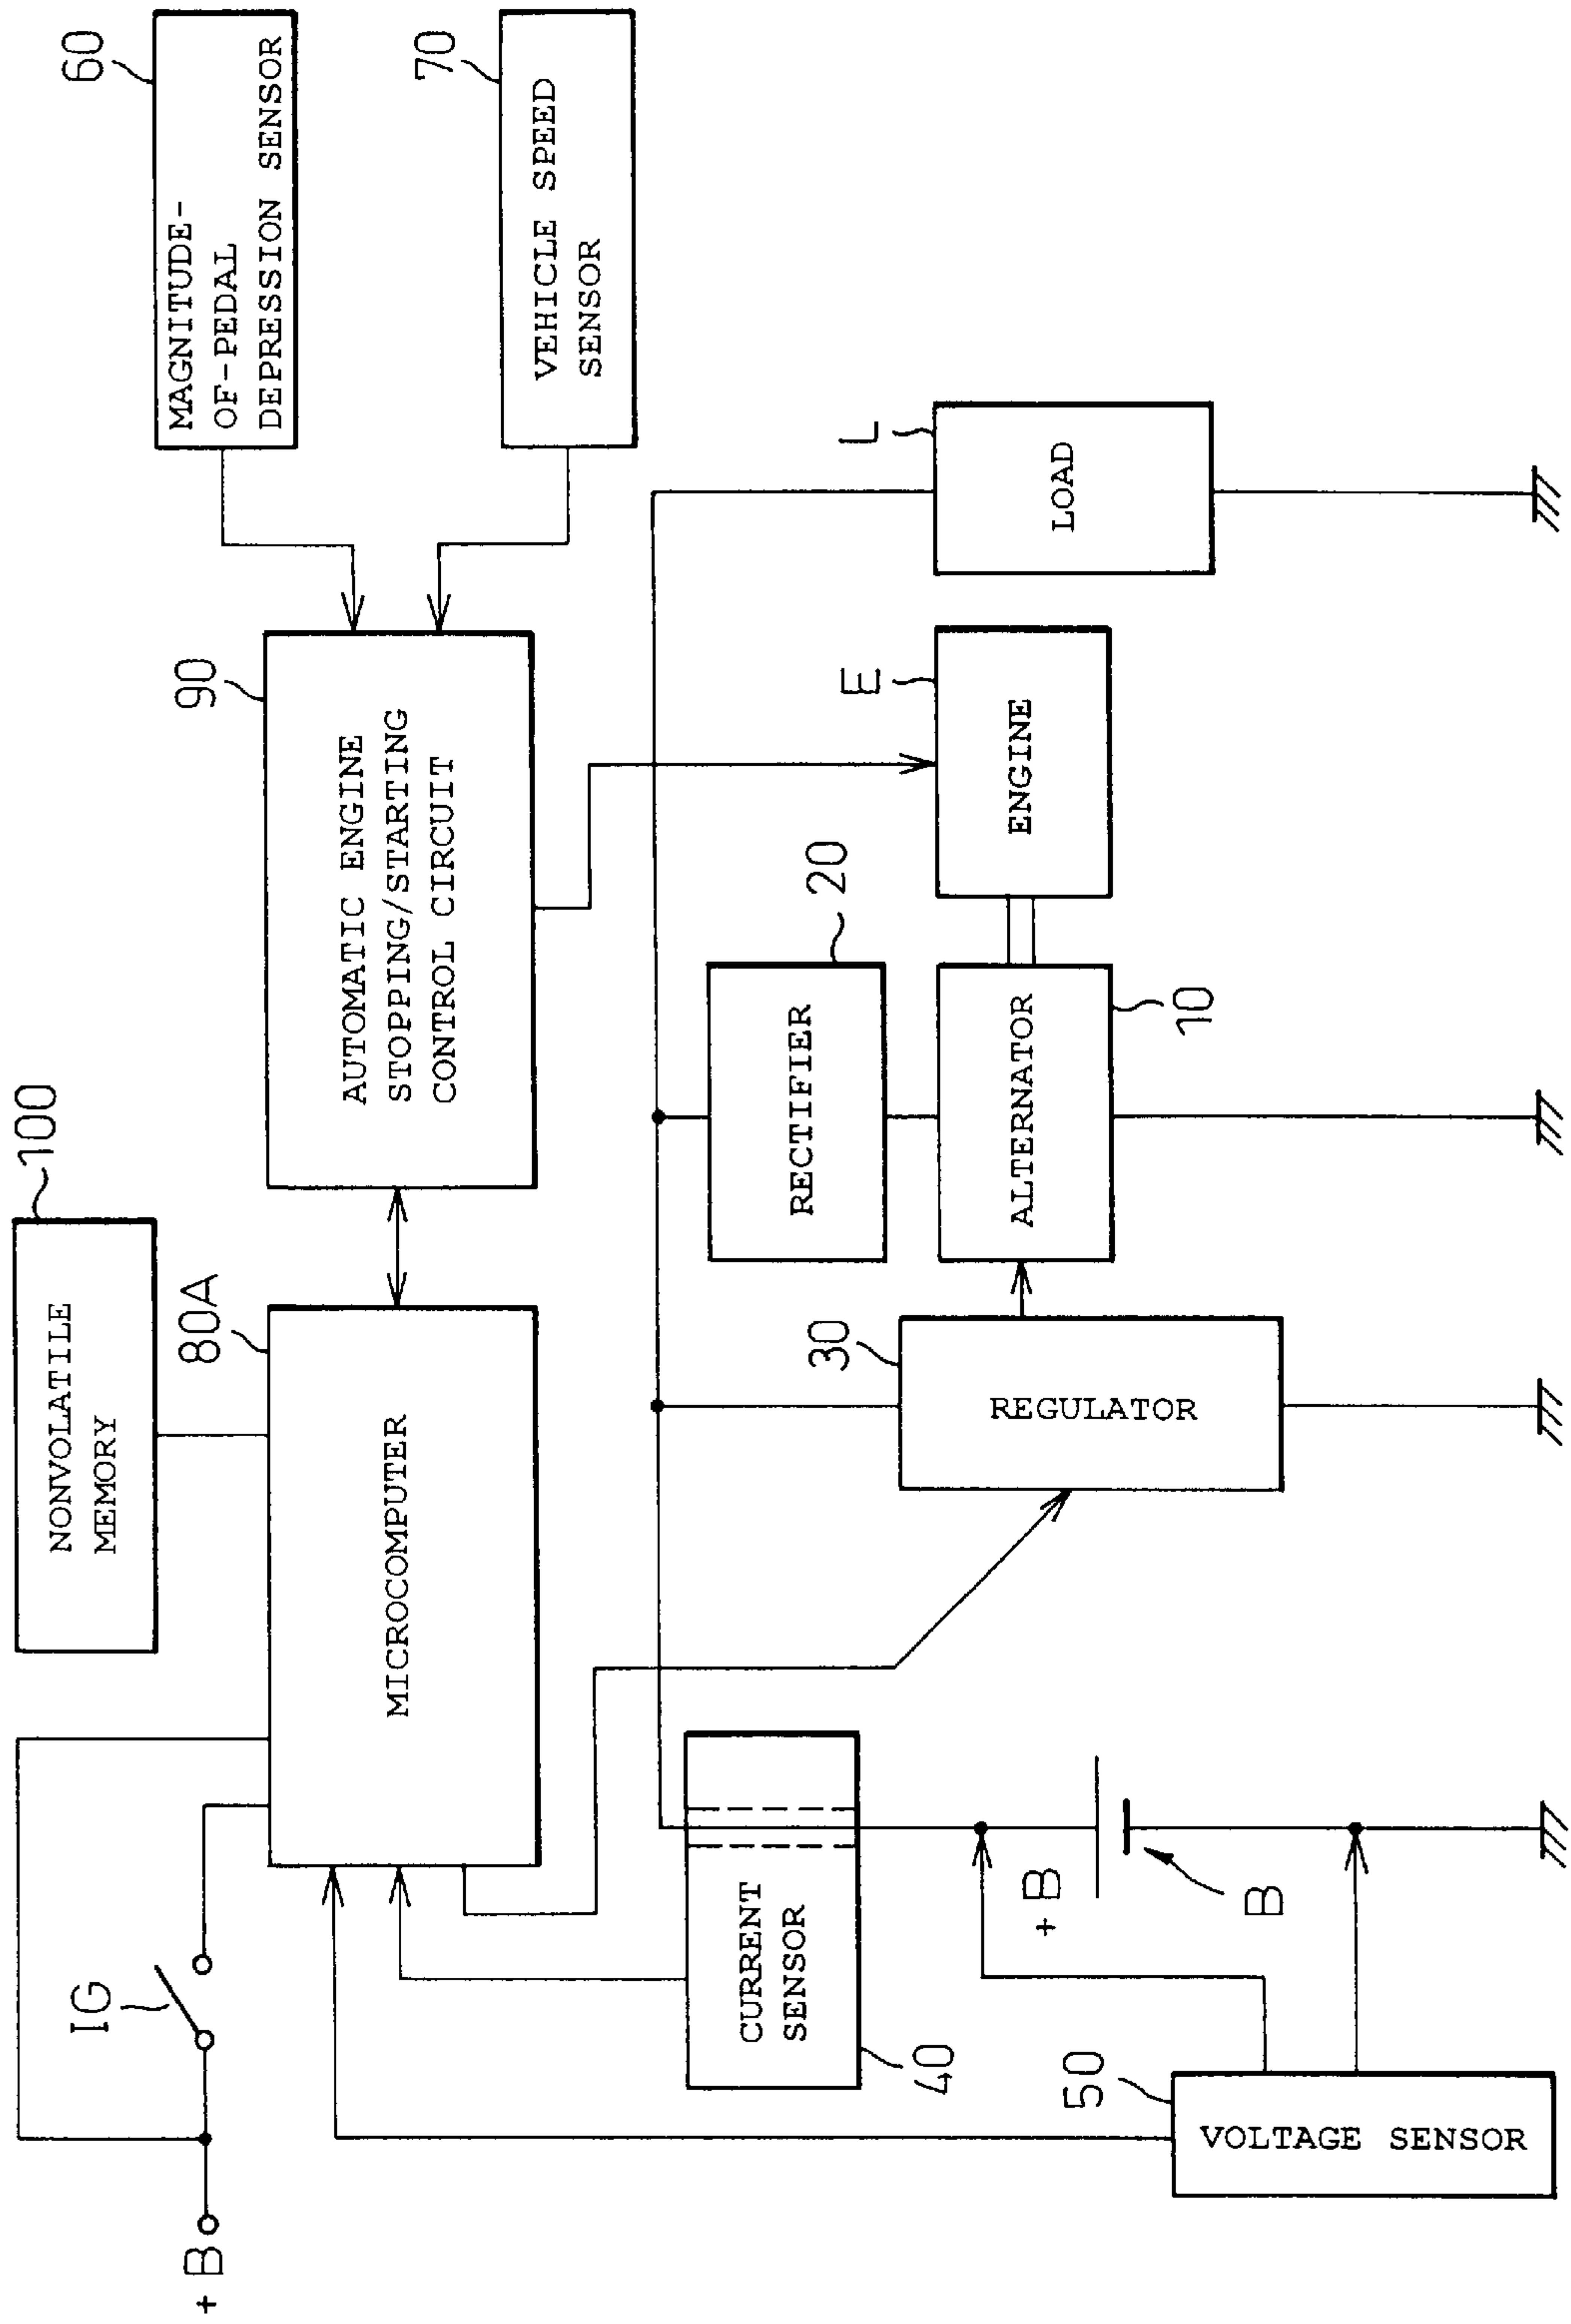 +B
IG
NONVOLATILE
MEMORY
100
80A
MICROCOMPUTER
90
AUTOMATIC ENGINE
STOPPING/STARTING
CONTROL CIRCUIT
60
MAGNITUDE-
OF-PEDAL
DEPRESSION SENSOR
70
VEHICLE SPEED
SENSOR
CURRENT
SENSOR
40
50
VOLTAGE SENSOR
+B
B
30
REGULATOR
20
RECTIFIER
ALTERNATOR
10
E
ENGINE
L
LOAD